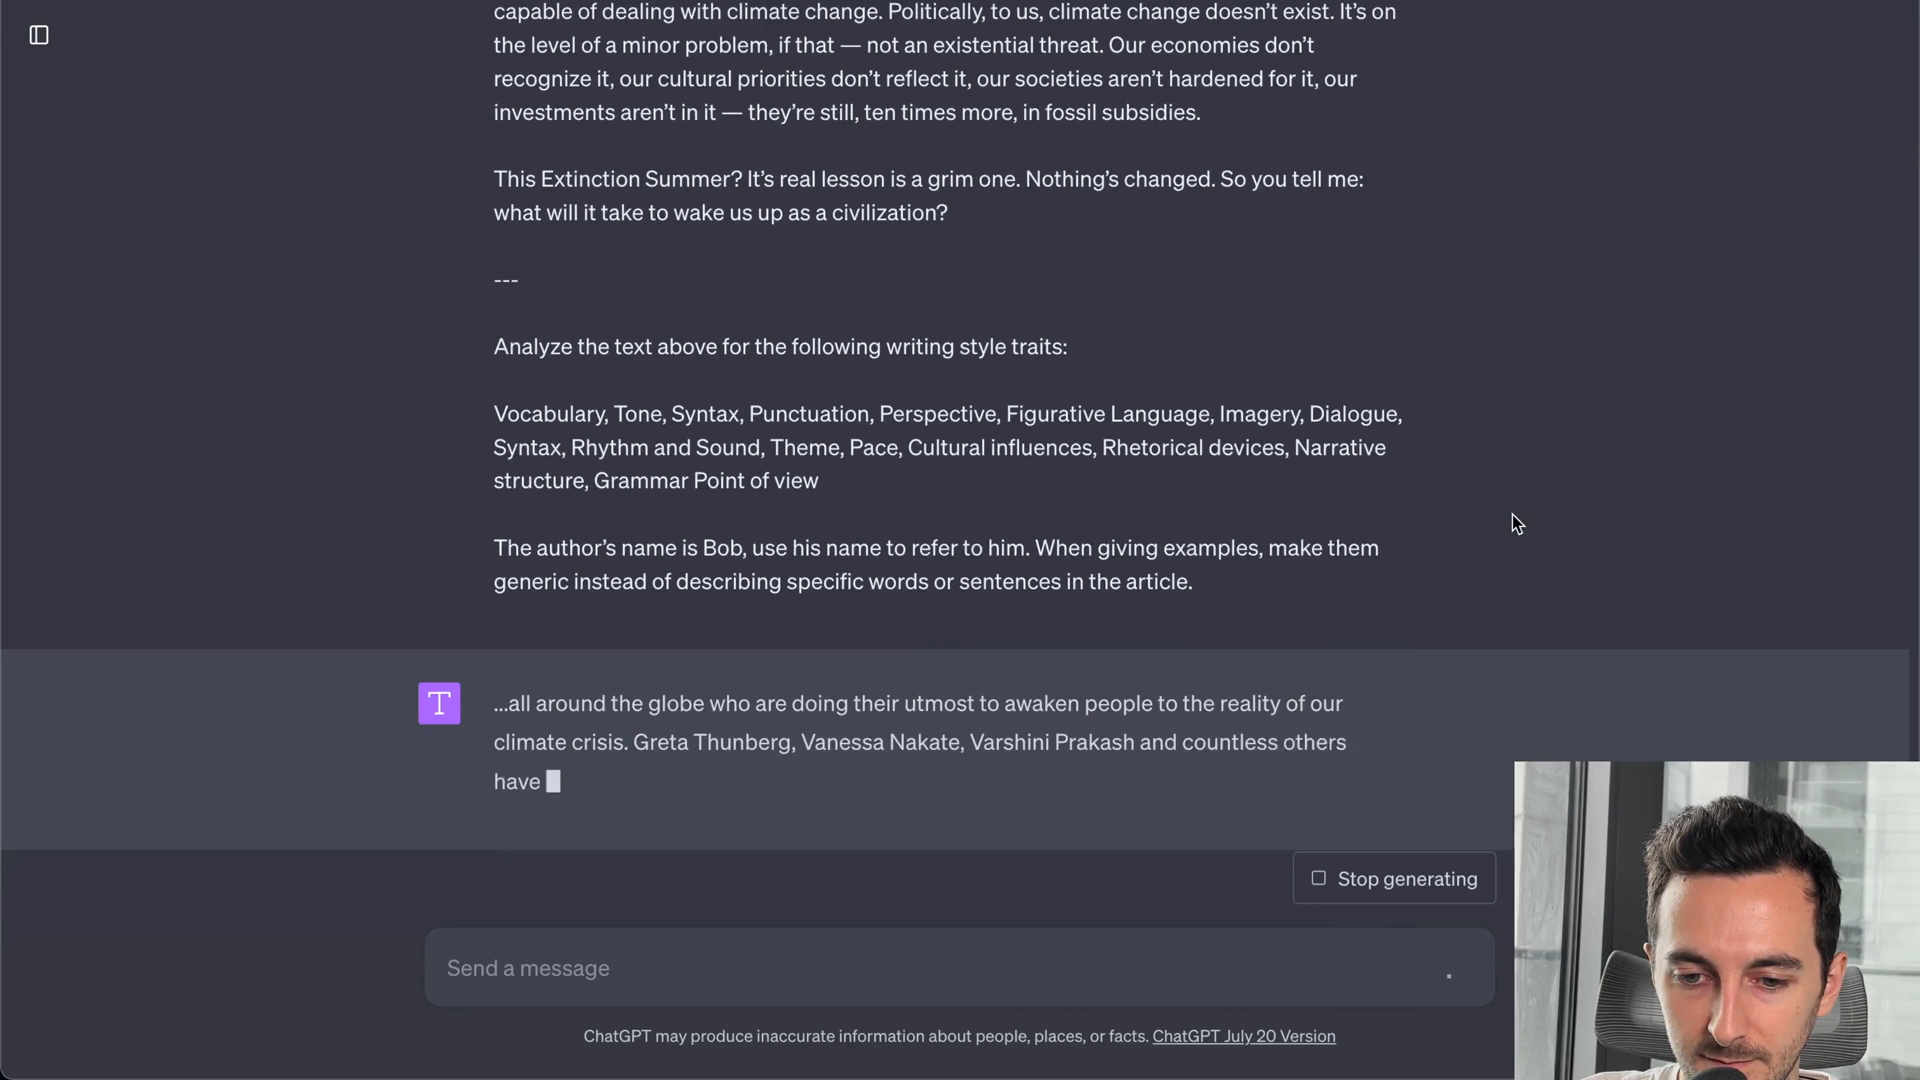 capable of dealing with climate change. Politically, to us, climate change doesn’t exist. It’s on
the level of a minor problem, if that — not an existential threat. Our economies don’t
recognize it, our cultural priorities don’t reflect it, our societies aren’t hardened for it, our
investments aren’t in it — they’re still, ten times more, in fossil subsidies.
This Extinction Summer? It’s real lesson is a grim one. Nothing’s changed. So you tell me:
what will it take to wake us up as a civilization?
---
Analyze the text above for the following writing style traits:
Vocabulary, Tone, Syntax, Punctuation, Perspective, Figurative Language, Imagery, Dialogue,
Syntax, Rhythm and Sound, Theme, Pace, Cultural influences, Rhetorical devices, Narrative
structure, Grammar Point of view
The author’s name is Bob, use his name to refer to him. When giving examples, make them
generic instead of describing specific words or sentences in the article.
T
...all around the globe who are doing their utmost to awaken people to the reality of our
climate crisis. Greta Thunberg, Vanessa Nakate, Varshini Prakash and countless others
have
Stop generating
Send a message
ChatGPT may produce inaccurate information about people, places, or facts. ChatGPT July 20 Version